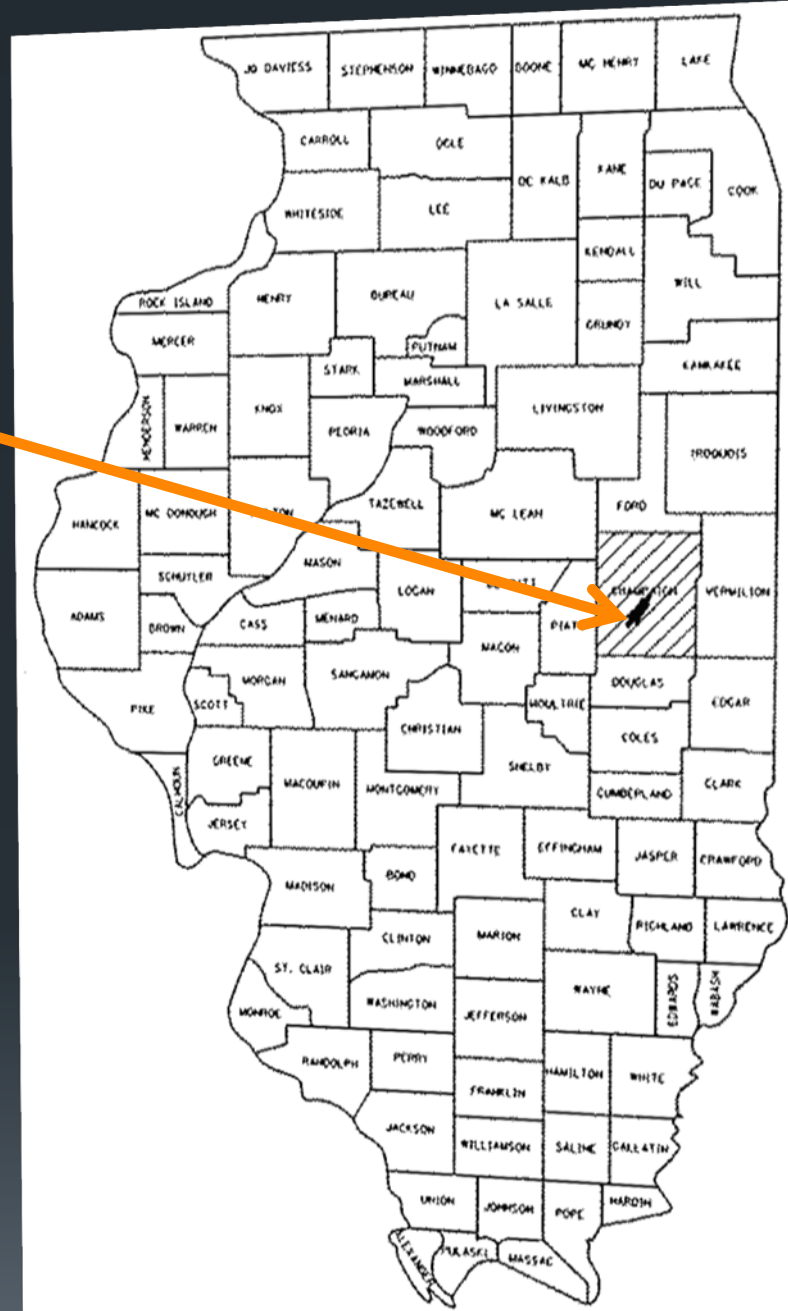 JO DAVIESS
STEPHENSON
WINNEBAGO
BOONE
MC HENRY
LAKE
CARROLL
OGLE
DE KALB
KANE
DU PAGE
COOK
WHITESIDE
LEE
KENDALL
WILL
ROCK ISLAND
HENRY
BUREAU
LA SALLE
GRUNDY
MERCER
PUTNAM
KANKAKEE
STARK
MARSHALL
HENDERSON
WARREN
KNOX
PEORIA
WOODFORD
LIVINGSTON
IROQUOIS
FORD
HANCOCK
MC DONOUGH
TON
TAZEWELL
MC LEAN
MASON
SCHUYLER
LOGAN
CHAMPAIGN
VERMILION
ADAMS
BROWN
CASS
MENARD
MACON
PIAT
MORGAN
SANGAMON
DOUGLAS
PIKE
SCOTT
CHRISTIAN
MOULTRIE
EDGAR
COLES
GREENE
MACOUPIN
MONTGOMERY
SHELBY
CUMBERLAND
CLARK
CALHOUN
JERSEY
FAYETTE
EFFINGHAM
JASPER
CRAWFORD
MADISON
BOND
CLAY
RICHLAND
LAWRENCE
CLINTON
MARION
ST. CLAIR
WAYNE
EDWARDS
WABASH
MONROE
WASHINGTON
JEFFERSON
RANDOLPH
PERRY
HAMILTON
WHITE
FRANKLIN
JACKSON
WILLIAMSON
SALINE
GALLATIN
UNION
JOHNSON
POPE
HARDIN
ALEXANDER
PULASKI
MASSAC